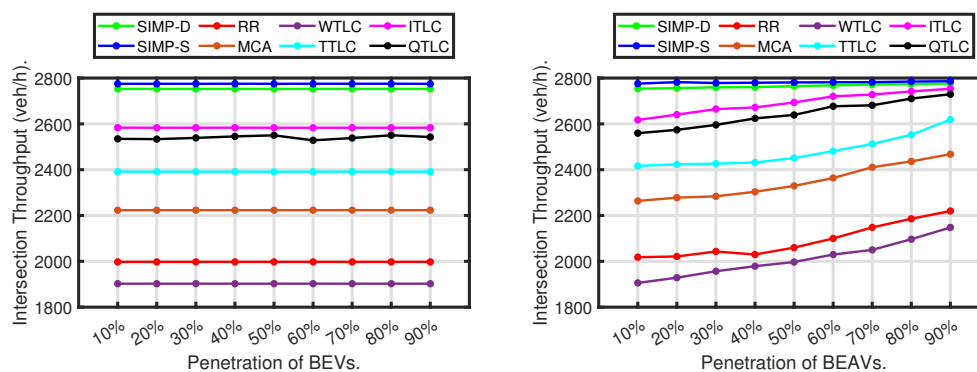 SIMP-D RR WTLC ITLC
SIMP-S MCA TTLC QTLC
Intersection Throughput (veh/h).
2800
2600
2400
2200
2000
1800
10% 20% 30% 40% 50% 60% 70% 80% 90%
Penetration of BEVs.
SIMP-D RR WTLC ITLC
SIMP-S MCA TTLC QTLC
Intersection Throughput (veh/h).
2800
2600
2400
2200
2000
1800
10% 20% 30% 40% 50% 60% 70% 80% 90%
Penetration of BEAVs.